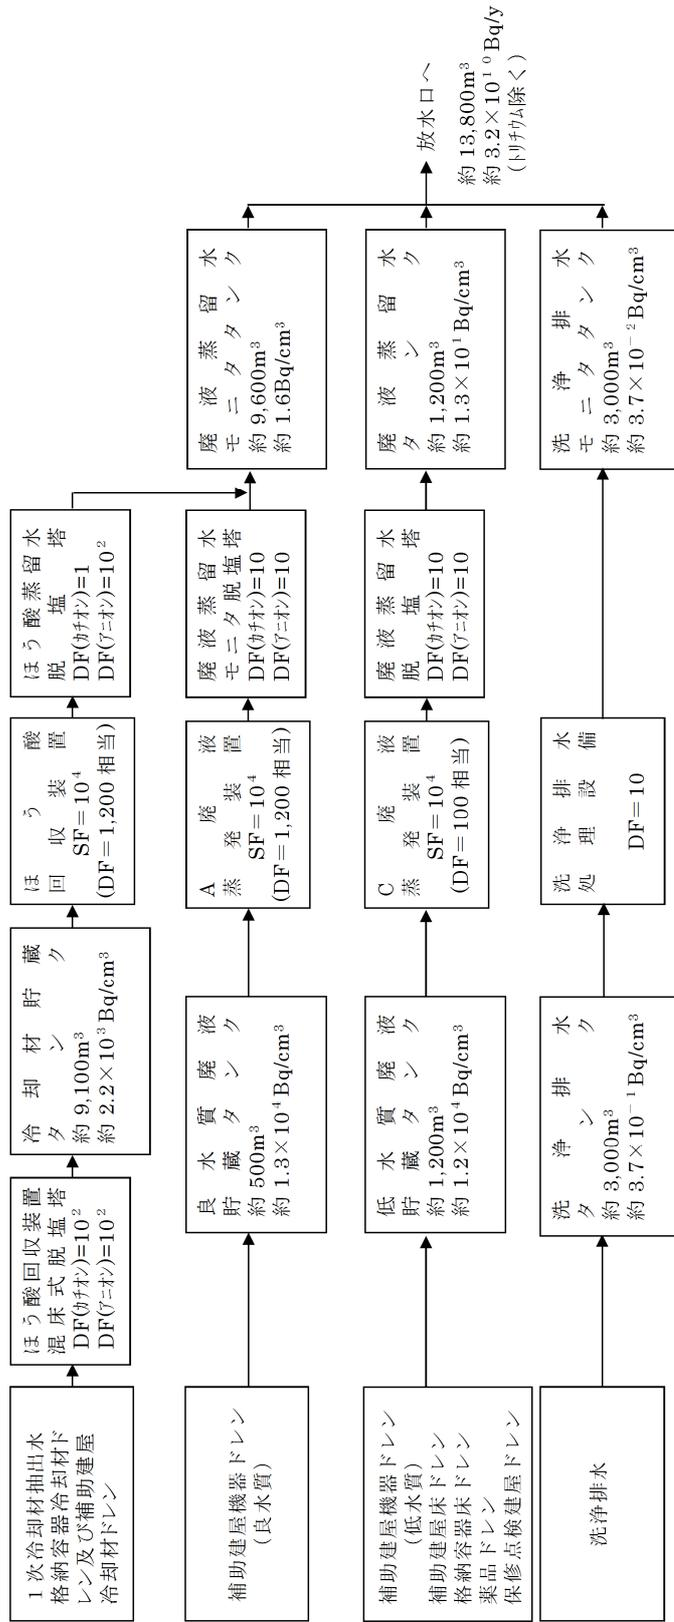 1次冷却材抽出水
格納容器冷却材ド
レン及び補助建屋
冷却材ドレン
ほう酸回収装置
混床式脱塩塔
DF(カチオン)=10²
DF(アニオン)=10²
冷却材貯蔵
タンク
約 9,100m³
約 2.2×10³Bq/cm³
ほう酸
回収装置
SF=10⁴
(DF=1,200 相当)
ほう酸蒸留水
脱塩塔
DF(カチオン)=1
DF(アニオン)=10²
補助建屋機器ドレン
(良水質)
良水質廃液
貯蔵タンク
約 500m³
約 1.3×10⁴Bq/cm³
A廃液
蒸発装置
SF=10⁴
(DF=1,200 相当)
廃液蒸留水
モニタ脱塩塔
DF(カチオン)=10
DF(アニオン)=10
廃液蒸留水
モニタタンク
約 9,600m³
約 1.6Bq/cm³
補助建屋機器ドレン
(低水質)
補助建屋床ドレン
格納容器床ドレン
薬品ドレン
保修点検建屋ドレン
低水質廃液
貯蔵タンク
約 1,200m³
約 1.2×10⁴Bq/cm³
C廃液
蒸発装置
SF=10⁴
(DF=100 相当)
廃液蒸留水
脱塩塔
DF(カチオン)=10
DF(アニオン)=10
廃液蒸留水
タンク
約 1,200m³
約 1.3×10¹Bq/cm³
洗浄排水
洗浄排水
タンク
約 3,000m³
約 3.7×10⁻¹Bq/cm³
洗浄排水
処理設備
DF=10
洗浄排水
モニタタンク
約 3,000m³
約 3.7×10⁻²Bq/cm³
放水口へ
約 13,800m³
約 3.2×10¹⁰Bq/y
(トリチウム除く)